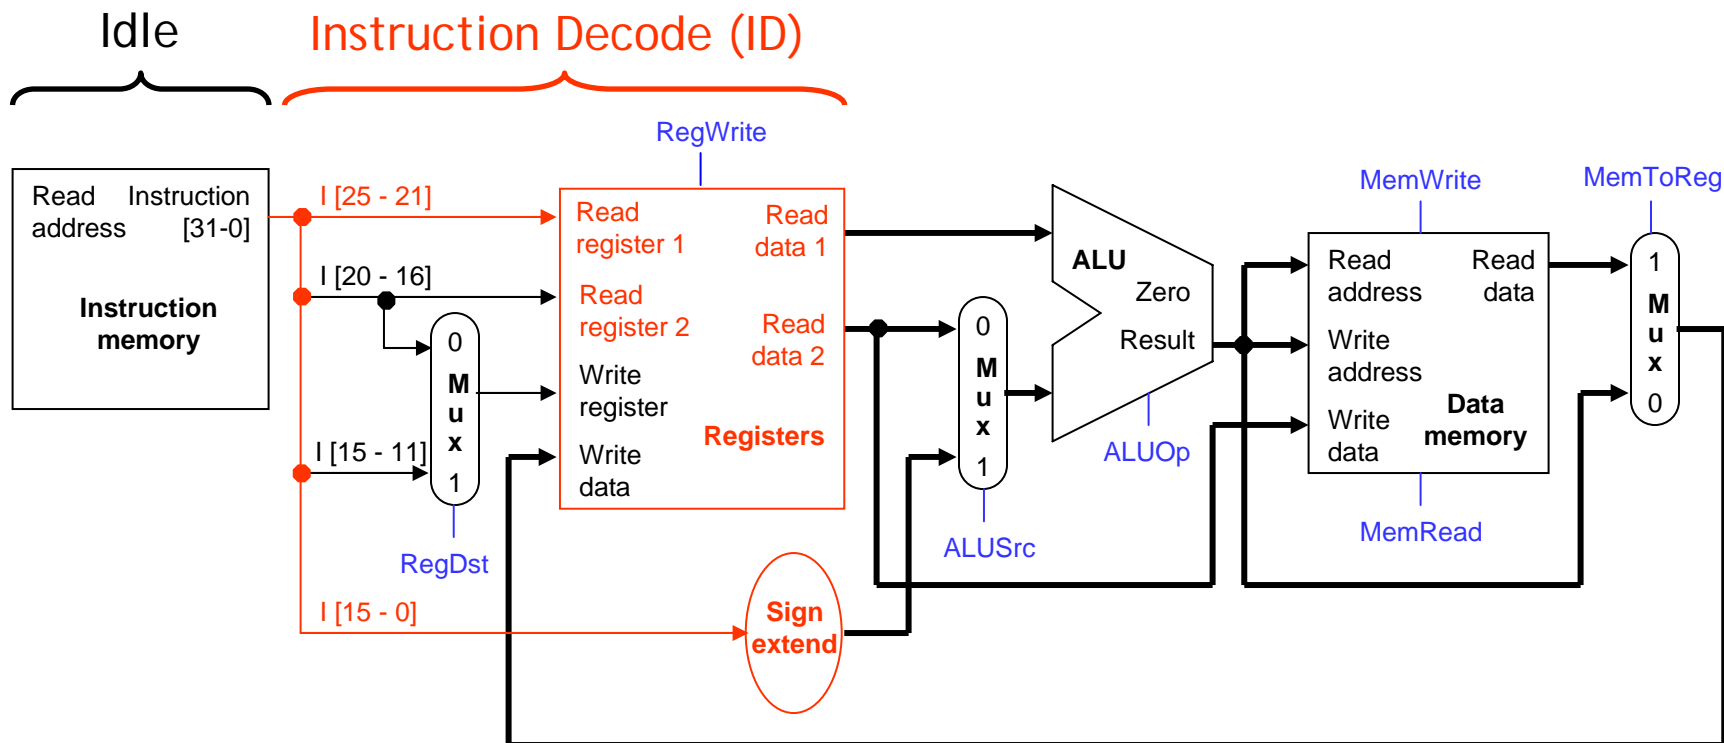 Idle
Instruction Decode (ID)
RegWrite
MemWrite
MemToReg
Read address
Instruction [31-0]
Instruction
memory
I [25 - 21]
I [20 - 16]
I [15 - 11]
I [15 - 0]
0
M
u
x
1
RegDst
Read
register 1
Read
data 1
Read
register 2
Read
data 2
Write
register
Write
data
Registers
Sign
extend
0
M
u
x
1
ALUSrc
ALU
Zero
Result
ALUOp
Read
address
Read
data
Write
address
Write
data
Data
memory
MemRead
1
M
u
x
0